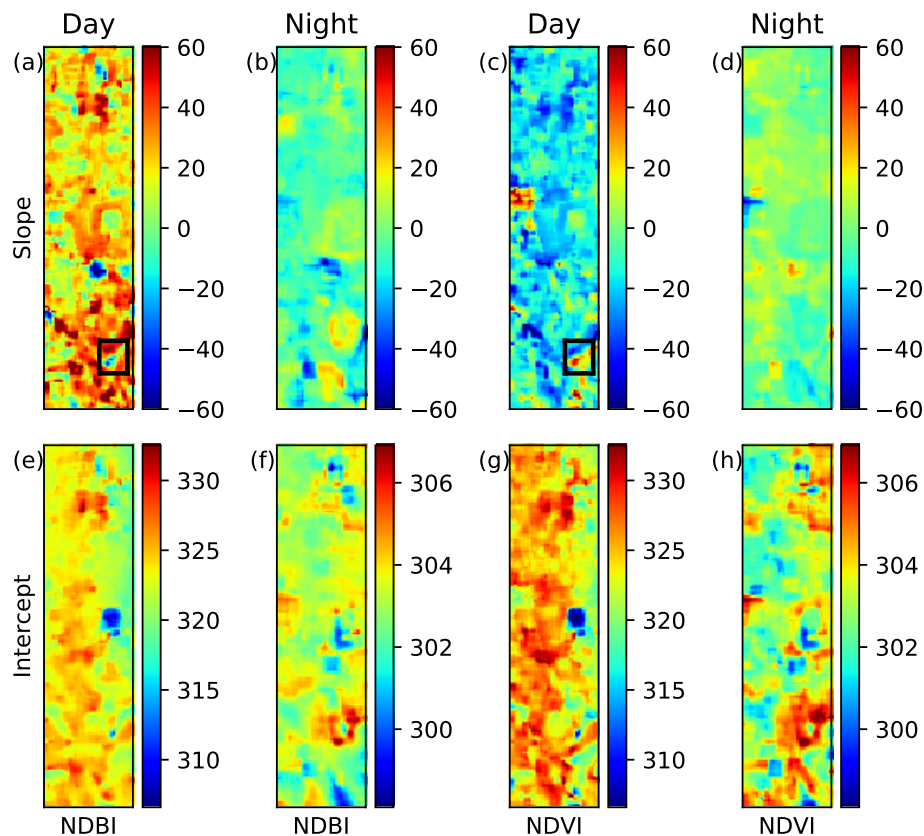 Day Night Day Night
(a) (b) (c) (d)
Slope
60 60 60 60
40 40 40 40
20 20 20 20
0 0 0 0
−20 −20 −20 −20
−40 −40 −40 −40
−60 −60 −60 −60
(e) (f) (g) (h)
Intercept
330 306 330 306
325 304 325 304
320 320
315 302 315 302
310 300 310 300
NDBI NDBI NDVI NDVI